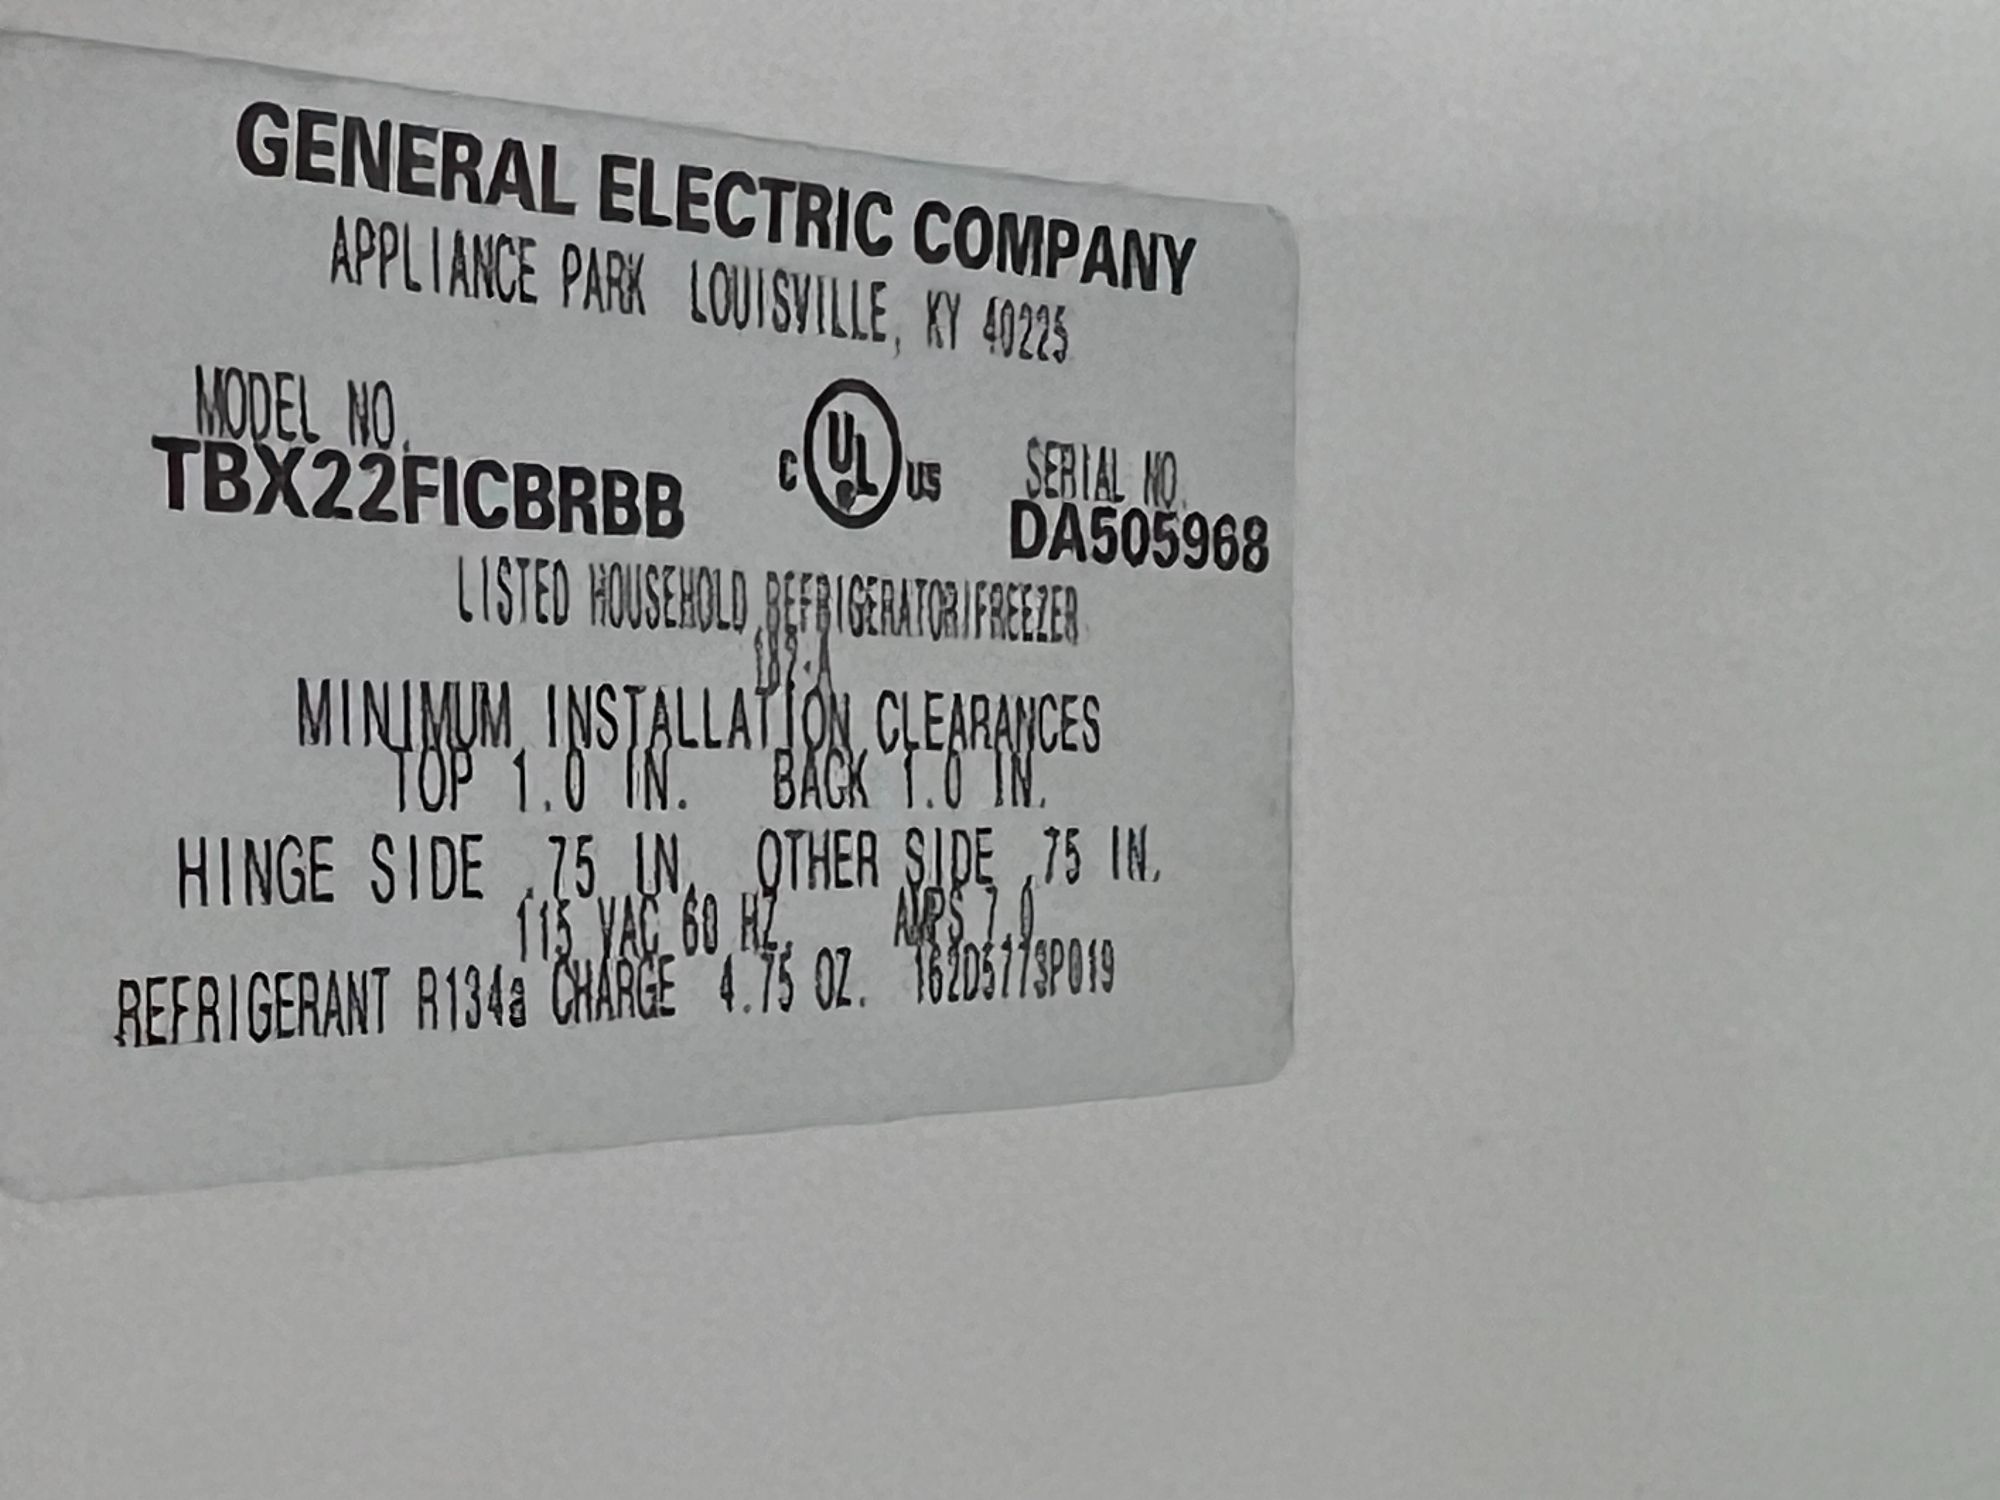 GENERAL ELECTRIC COMPANY
APPLIANCE PARK LOUISVILLE, KY 40225
MODEL NO.
TBX22FICBRBB
C UL US
SERIAL NO.
DA505968
LISTED HOUSEHOLD REFRIGERATOR/FREEZER
182-A
MINIMUM INSTALLATION CLEARANCES
TOP 1.0 IN. BACK 1.0 IN.
HINGE SIDE .75 IN. OTHER SIDE .75 IN.
115 VAC 60 HZ. AMPS 7.0
REFRIGERANT R134a CHARGE 4.75 OZ. 162D5773P019